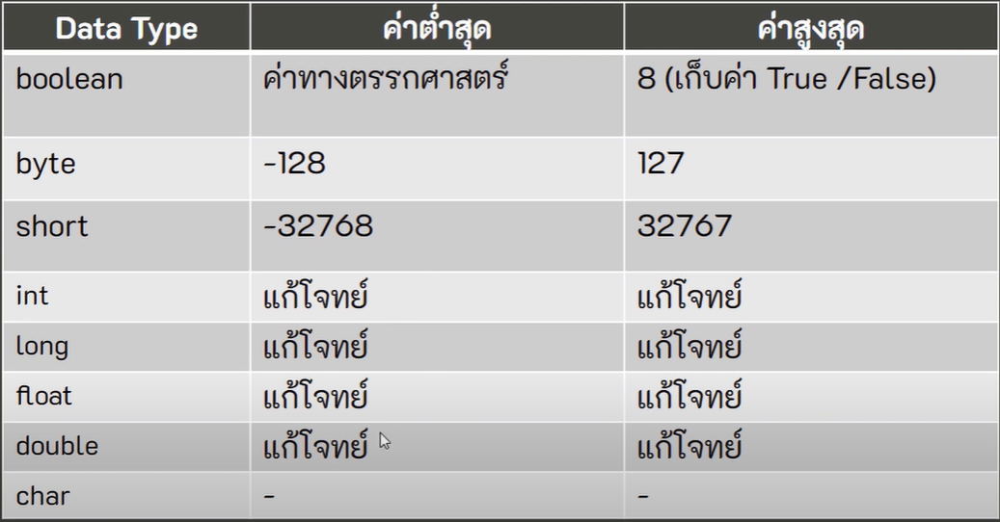 Data Type ค่าต่ำสุด ค่าสูงสุด
boolean ค่าทางตรรกศาสตร์ 8 (เก็บค่า True /False)
byte -128 127
short -32768 32767
int แก้โจทย์ แก้โจทย์
long แก้โจทย์ แก้โจทย์
float แก้โจทย์ แก้โจทย์
double แก้โจทย์ แก้โจทย์
char - -